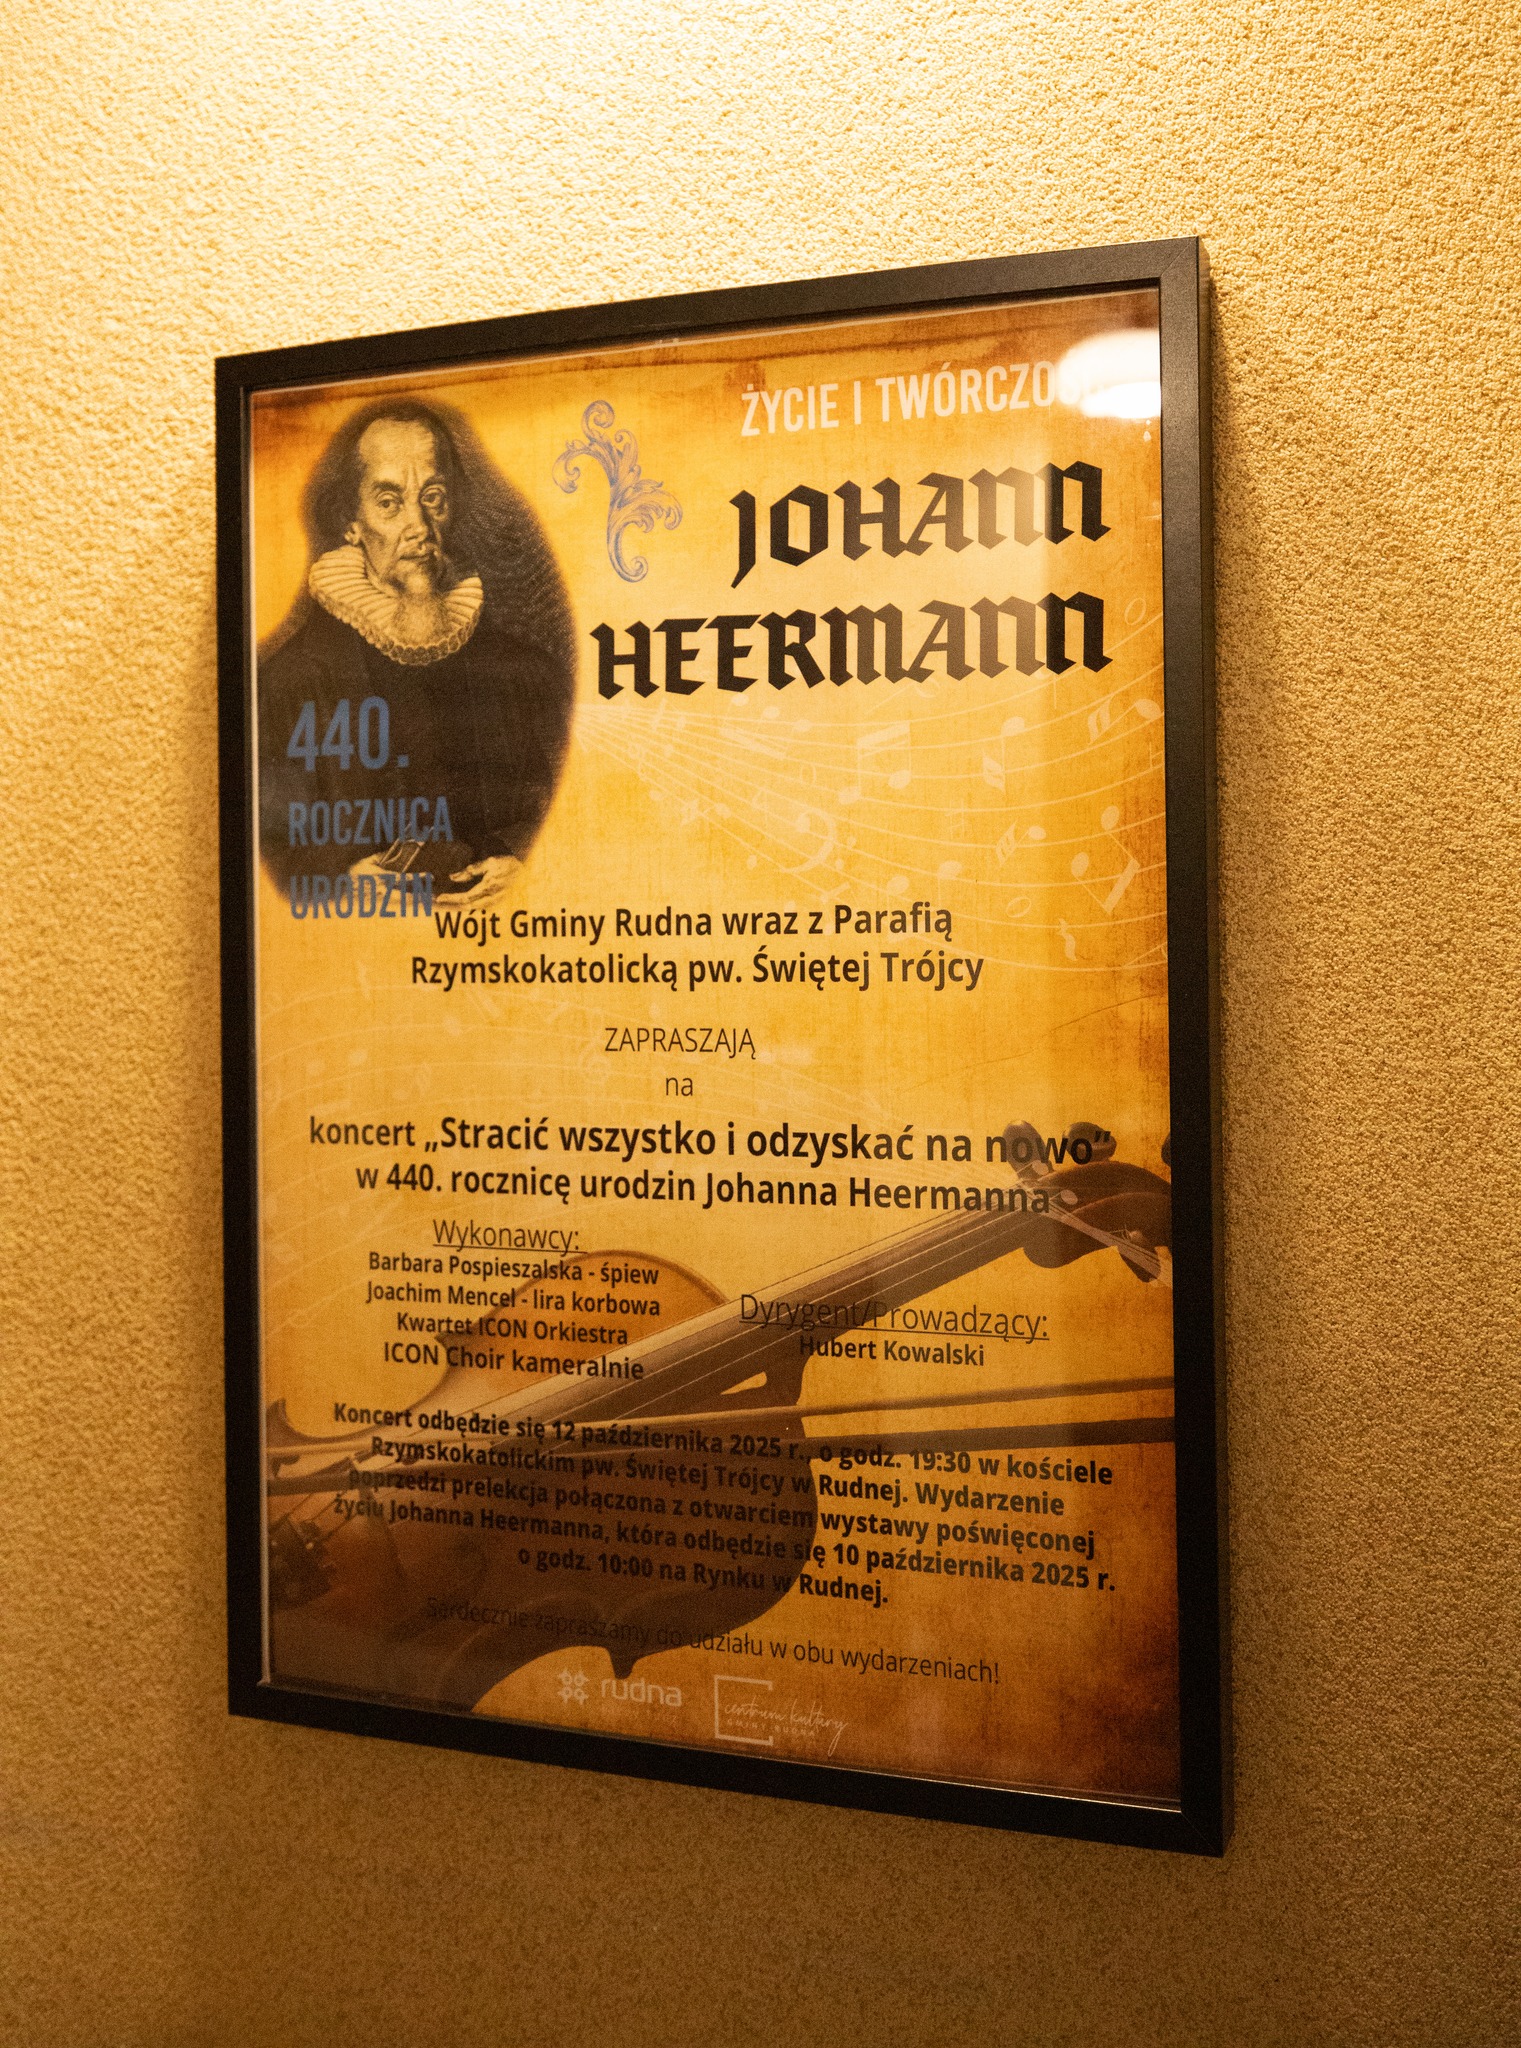 ŻYCIE I TWÓRCZO
JOHANN
HEERMANN
440.
ROCZNICA
URODZIN
Wójt Gminy Rudna wraz z Parafią
Rzymskokatolicką pw. Świętej Trójcy
ZAPRASZAJĄ
na
koncert „Stracić wszystko i odzyskać na nowo”
w 440. rocznicę urodzin Johanna Heermanna
Wykonawcy:
Barbara Pospieszalska - śpiew
Joachim Mencel - lira korbowa
Kwartet ICON Orkiestra
ICON Choir kameralnie
Dyrygent/Prowadzący:
Hubert Kowalski
Koncert odbędzie się 12 października 2025 r., o godz. 19:30 w kościele
Rzymskokatolickim pw. Świętej Trójcy w Rudnej. Wydarzenie
poprzedzi prelekcja połączona z otwarciem wystawy poświęconej
życiu Johanna Heermanna, która odbędzie się 10 października 2025 r.
o godz. 10:00 na Rynku w Rudnej.
Serdecznie zapraszamy do udziału w obu wydarzeniach!
rudna
centrum kultury
GMINY RUDNA